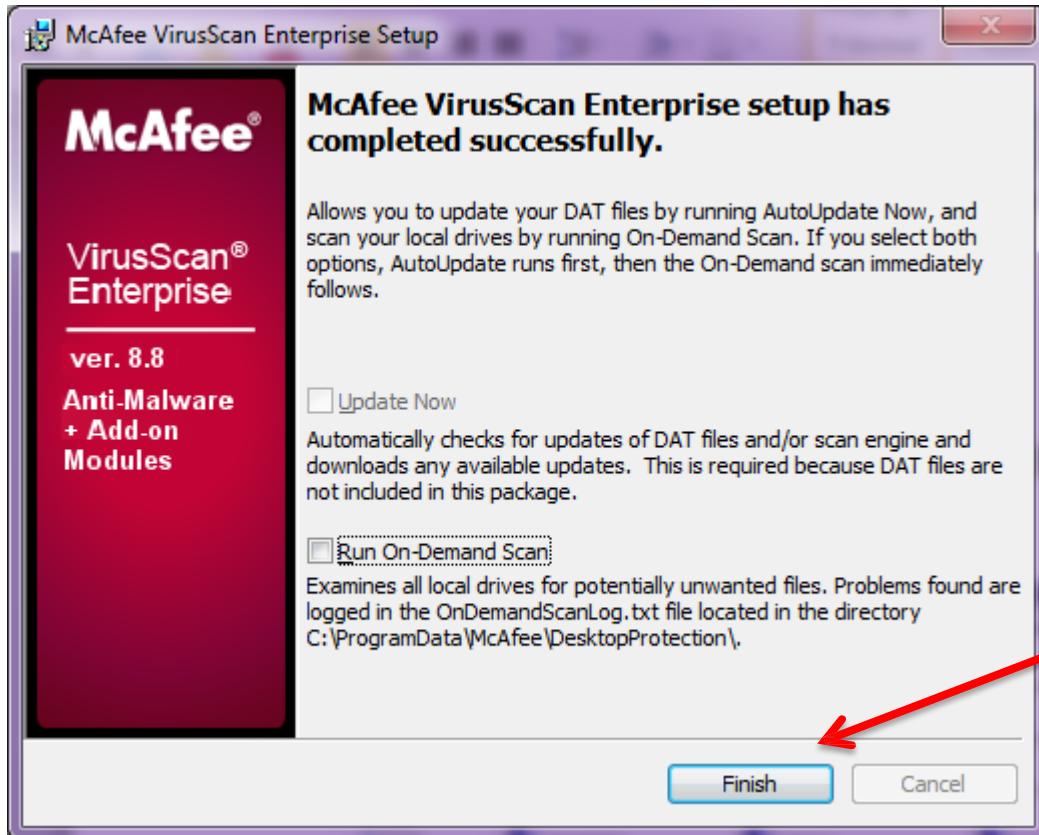 McAfee VirusScan Enterprise Setup
McAfee®
VirusScan®
Enterprise
ver. 8.8
Anti-Malware
+ Add-on
Modules
McAfee VirusScan Enterprise setup has
completed successfully.
Allows you to update your DAT files by running AutoUpdate Now, and
scan your local drives by running On-Demand Scan. If you select both
options, AutoUpdate runs first, then the On-Demand scan immediately
follows.
Update Now
Automatically checks for updates of DAT files and/or scan engine and
downloads any available updates.  This is required because DAT files are
not included in this package.
Run On-Demand Scan
Examines all local drives for potentially unwanted files. Problems found are
logged in the OnDemandScanLog.txt file located in the directory
C:\ProgramData\McAfee\DesktopProtection\.
Finish
Cancel